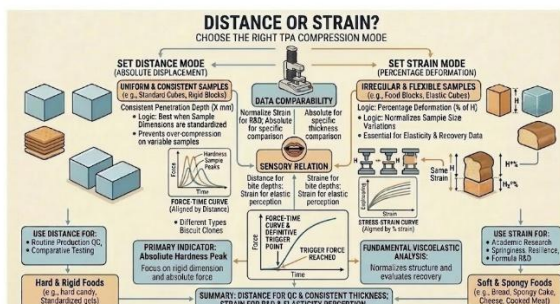 DISTANCE OR STRAIN?
CHOOSE THE RIGHT TPA COMPRESSION MODE
SET DISTANCE MODE
(ABSOLUTE DISPLACEMENT)
UNIFORM & CONSISTENT SAMPLES
(e.g., Standard Cubes, Rigid Blocks)
Consistent Penetration Depth (X mm)
• Logic: Best when Sample
Dimensions are standardized
• Prevents over-compression
on variable samples
Force
Hardness
Sample
Peaks
Time
FORCE-TIME CURVE
(Aligned by Distance)
• Different Types
Biscuit Clones
USE DISTANCE FOR:
• Routine Production QC,
• Comparative Testing
Hard & Rigid Foods
(e.g., hard candy,
Standardized gels)
PRIMARY INDICATOR:
Absolute Hardness Peak
Focus on rigid dimension
and absolute force
DATA COMPARABILITY
Normalize Strain
for R&D; Absolute
for specific
comparison
Absolute for
specific
thickness
comparison
SENSORY RELATION
Distance for
bite depths;
Strain for elastic
perception
Straine for
bite depths;
Strain for elastic
perception
Force
FORCE-TIME
CURVE &
DEFINITIVE
TRIGGER
POINT
TRIGGER FORCE
REACHED
Time
SET STRAIN MODE
(PERCENTAGE DEFORMATION)
IRREGULAR & FLEXIBLE SAMPLES
(e.g., Food Blocks, Elastic Cubes)
Logic: Percentage Deformation (% of H)
• Logic: Normalizes Sample Size
Variations
• Essential for Elasticity & Recovery Data
H
H
Same
Strain
Strain
STRESS STRAIN CURVE
(Aligned by % strain)
FUNDAMENTAL VISCOELASTIC
ANALYSIS:
Normalizes structure and
evaluates recovery
USE STRAIN FOR:
• Academic Research
• Springiness, Resilience,
• Formula R&D
Soft & Spongy Foods
(e.g., Bread, Spongy Cake,
Cheese, Cooked Meat)
SUMMARY: DISTANCE FOR QC & CONSISTENT THICKNESS;
STRAIN FOR R&D & ELASTICITY PERCEPTION